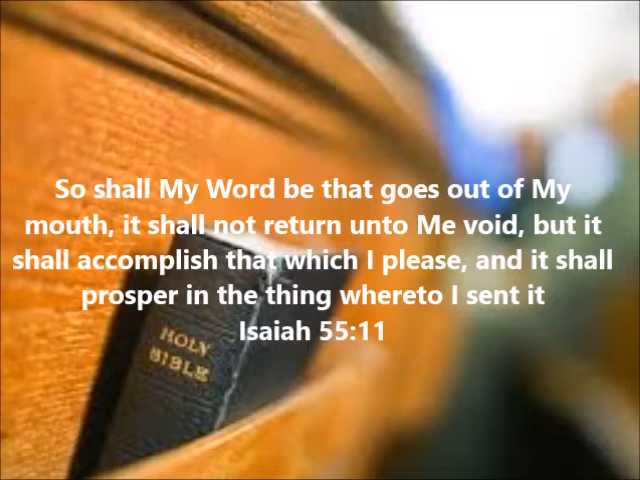 So shall My Word be that goes out of My
mouth, it shall not return unto Me void, but it
shall accomplish that which I please, and it shall
prosper in the thing whereto I sent it
Isaiah 55:11
HOLY
BIBLE